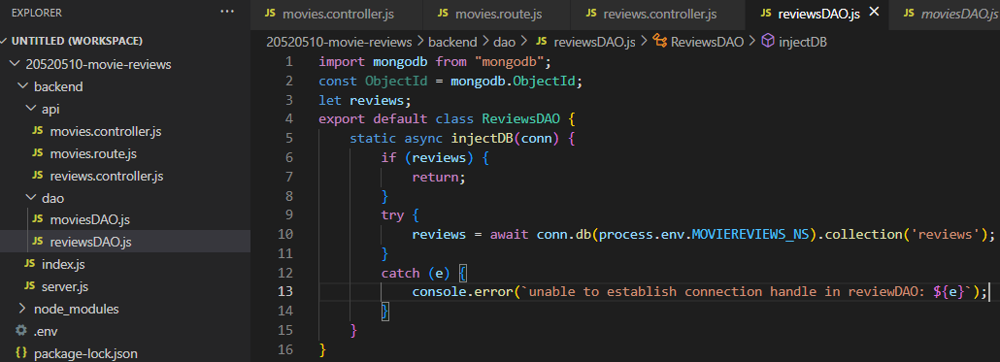 EXPLORER
...
UNTITLED (WORKSPACE)
20520510-movie-reviews
backend
api
JS movies.controller.js
JS movies.route.js
JS reviews.controller.js
dao
JS moviesDAO.js
JS reviewsDAO.js
JS index.js
JS server.js
node_modules
.env
{} package-lock.json
JS movies.controller.js
JS movies.route.js
JS reviews.controller.js
JS reviewsDAO.js ×
JS moviesDAO.js
20520510-movie-reviews > backend > dao > JS reviewsDAO.js > ReviewsDAO > injectDB
1 import mongodb from "mongodb";
2 const ObjectId = mongodb.ObjectId;
3 let reviews;
4 export default class ReviewsDAO {
5 static async injectDB(conn) {
6 if (reviews) {
7 return;
8 }
9 try {
10 reviews = await conn.db(process.env.MOVIEREVIEWS_NS).collection('reviews');
11 }
12 catch (e) {
13 console.error(`unable to establish connection handle in reviewDAO: ${e}`);
14 }
15 }
16 }